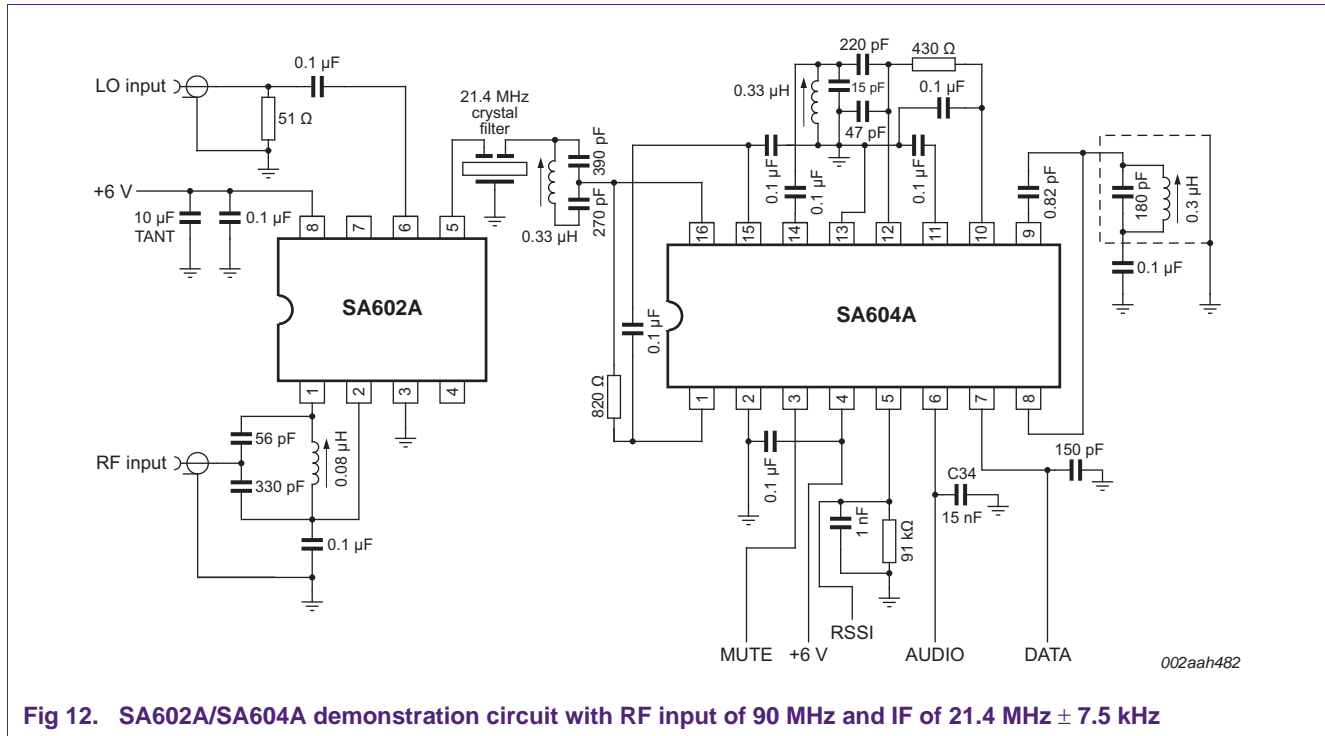 LO input
0.1 µF
51 Ω
+6 V
10 µF
TANT
0.1 µF
21.4 MHz
crystal
filter
0.33 µH
390 pF
270 pF
8
7
6
5
SA602A
1
2
3
4
RF input
56 pF
330 pF
0.08 µH
0.1 µF
220 pF
430 Ω
0.33 µH
15 pF
47 pF
0.1 µF
0.1 µF
0.1 µF
0.1 µF
0.82 pF
180 pF
0.3 µH
0.1 µF
16
15
14
13
12
11
10
9
SA604A
0.1 µF
820 Ω
1
2
3
4
5
6
7
8
0.1 µF
1 nF
91 kΩ
C34
15 nF
150 pF
RSSI
MUTE
+6 V
AUDIO
DATA
002aah482
Fig 12. SA602A/SA604A demonstration circuit with RF input of 90 MHz and IF of 21.4 MHz ± 7.5 kHz